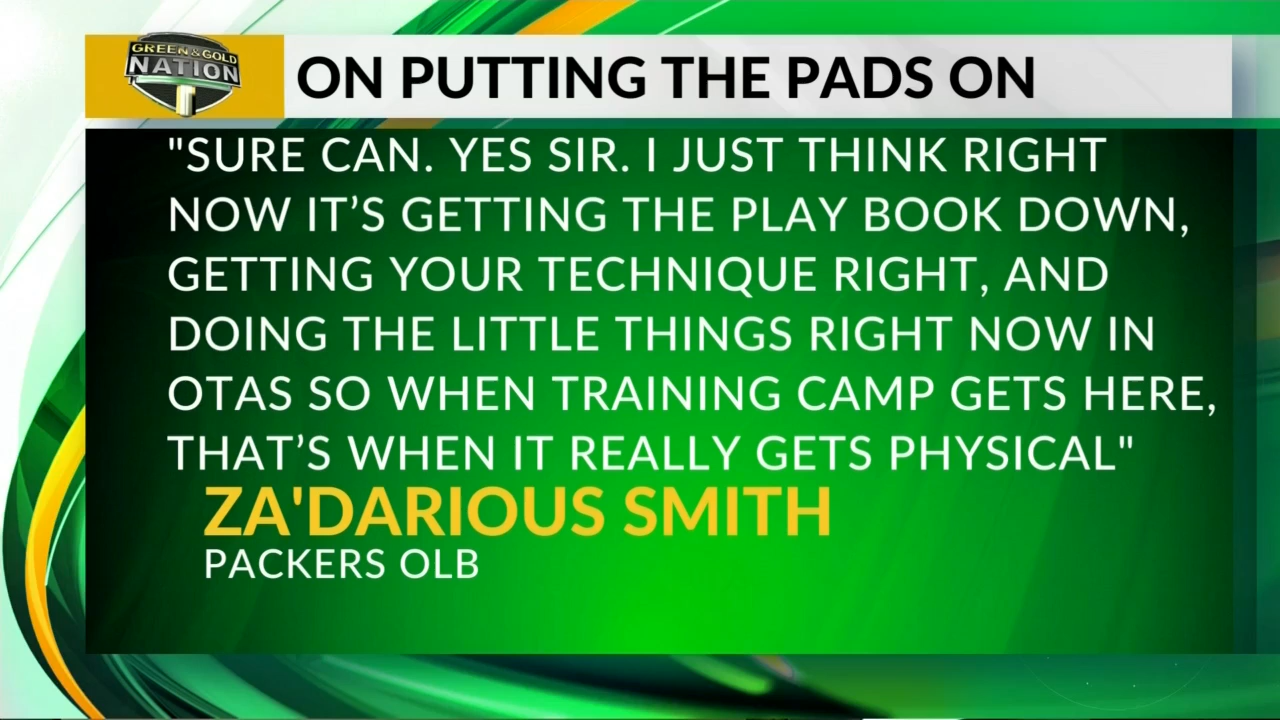 GREEN & GOLD
NATION
ON PUTTING THE PADS ON
"SURE CAN. YES SIR. I JUST THINK RIGHT
NOW IT’S GETTING THE PLAY BOOK DOWN,
GETTING YOUR TECHNIQUE RIGHT, AND
DOING THE LITTLE THINGS RIGHT NOW IN
OTAS SO WHEN TRAINING CAMP GETS HERE,
THAT’S WHEN IT REALLY GETS PHYSICAL"
ZA'DARIOUS SMITH
PACKERS OLB